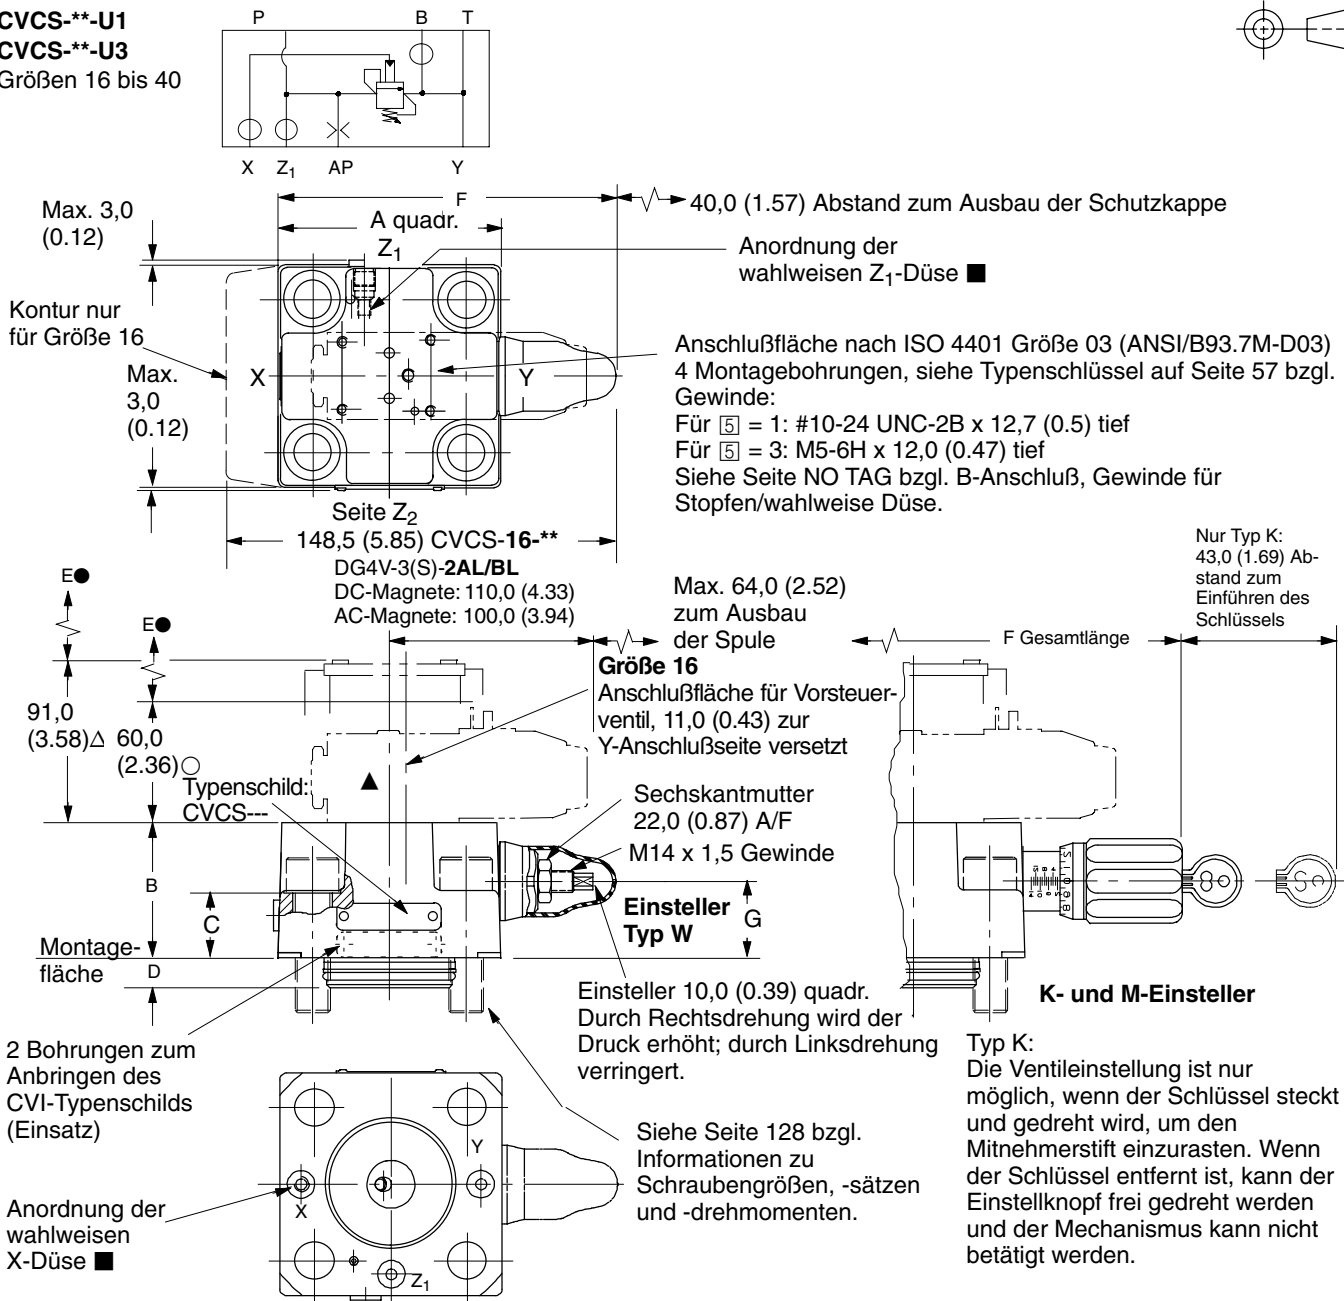 CVCS-**-U1
CVCS-**-U3
Größen 16 bis 40
P
B
T
X
Z1
AP
Y
F
40,0 (1.57) Abstand zum Ausbau der Schutzkappe
Max. 3,0
(0.12)
A quadr.
Z1
Anordnung der
wahlweisen Z1-Düse ■
Kontur nur
für Größe 16
Max.
3,0
(0.12)
X
Y
Anschlußfläche nach ISO 4401 Größe 03 (ANSI/B93.7M-D03)
4 Montagebohrungen, siehe Typenschlüssel auf Seite 57 bzgl.
Gewinde:
Für 5 = 1: #10-24 UNC-2B x 12,7 (0.5) tief
Für 5 = 3: M5-6H x 12,0 (0.47) tief
Siehe Seite NO TAG bzgl. B-Anschluß, Gewinde für
Stopfen/wahlweise Düse.
Seite Z2
148,5 (5.85) CVCS-16-**
DG4V-3(S)-2AL/BL
DC-Magnete: 110,0 (4.33)
AC-Magnete: 100,0 (3.94)
Max. 64,0 (2.52)
zum Ausbau
der Spule
Nur Typ K:
43,0 (1.69) Ab-
stand zum
Einführen des
Schlüssels
F Gesamtlänge
E●
E●
91,0
(3.58)△
60,0
(2.36)○
Größe 16
Anschlußfläche für Vorsteuer-
ventil, 11,0 (0.43) zur
Y-Anschlußseite versetzt
▲
Typenschild:
CVCS---
Sechskantmutter
22,0 (0.87) A/F
M14 x 1,5 Gewinde
B
C
D
G
Einsteller
Typ W
Montage-
fläche
Einsteller 10,0 (0.39) quadr.
Durch Rechtsdrehung wird der
Druck erhöht; durch Linksdrehung
verringert.
K- und M-Einsteller
Typ K:
Die Ventileinstellung ist nur
möglich, wenn der Schlüssel steckt
und gedreht wird, um den
Mitnehmerstift einzurasten. Wenn
der Schlüssel entfernt ist, kann der
Einstellknopf frei gedreht werden
und der Mechanismus kann nicht
betätigt werden.
2 Bohrungen zum
Anbringen des
CVI-Typenschilds
(Einsatz)
Siehe Seite 128 bzgl.
Informationen zu
Schraubengrößen, -sätzen
und -drehmomenten.
Anordnung der
wahlweisen
X-Düse ■
X
Y
Z1